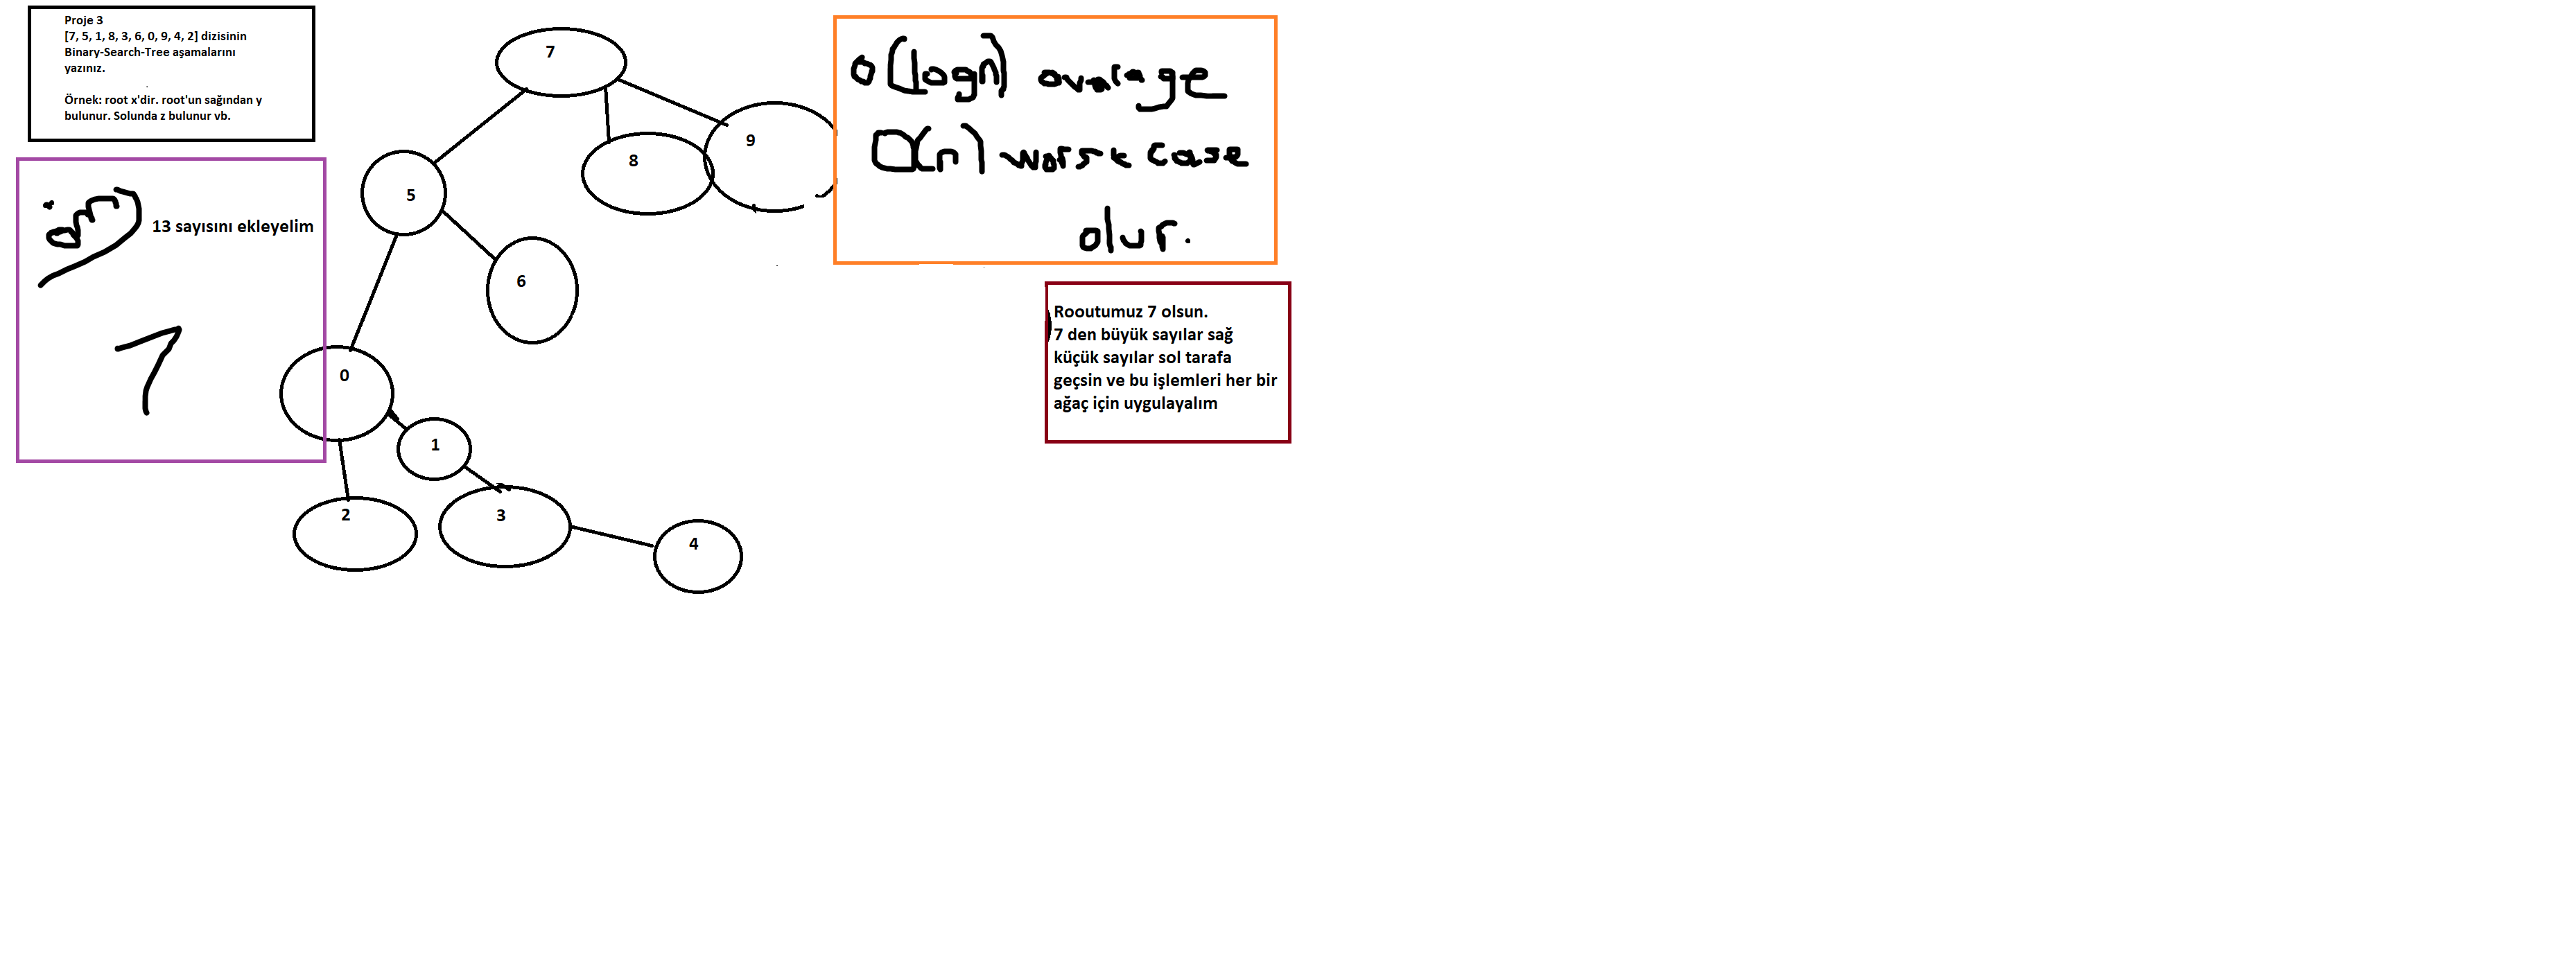 Proje 3
[7, 5, 1, 8, 3, 6, 0, 9, 4, 2] dizisinin
Binary-Search-Tree aşamalarını
yazınız.
Örnek: root x'dir. root'un sağından y
bulunur. Solunda z bulunur vb.
örn)
13 sayısını ekleyelim
7
7
5
8
9
6
0
1
2
3
4
o(logn) avarage
O(n) worsk case
olur.
Rooutumuz 7 olsun.
7 den büyük sayılar sağ
küçük sayılar sol tarafa
geçsin ve bu işlemleri her bir
ağaç için uygulayalım